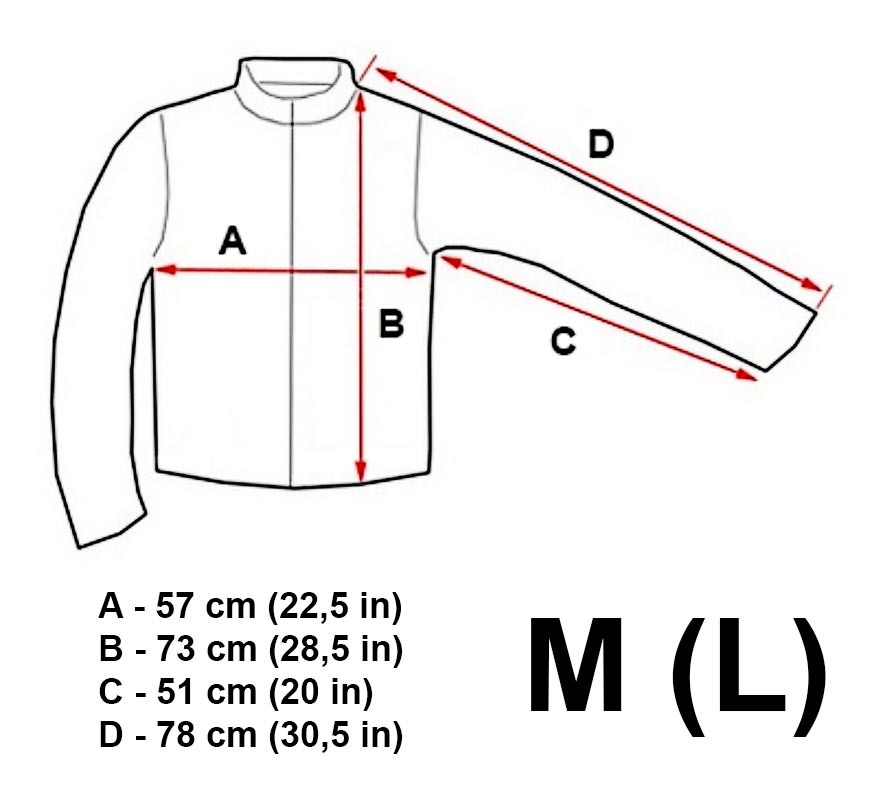 D
A
B
C
A - 57 cm (22,5 in)
B - 73 cm (28,5 in)
C - 51 cm (20 in)
D - 78 cm (30,5 in)
M (L)